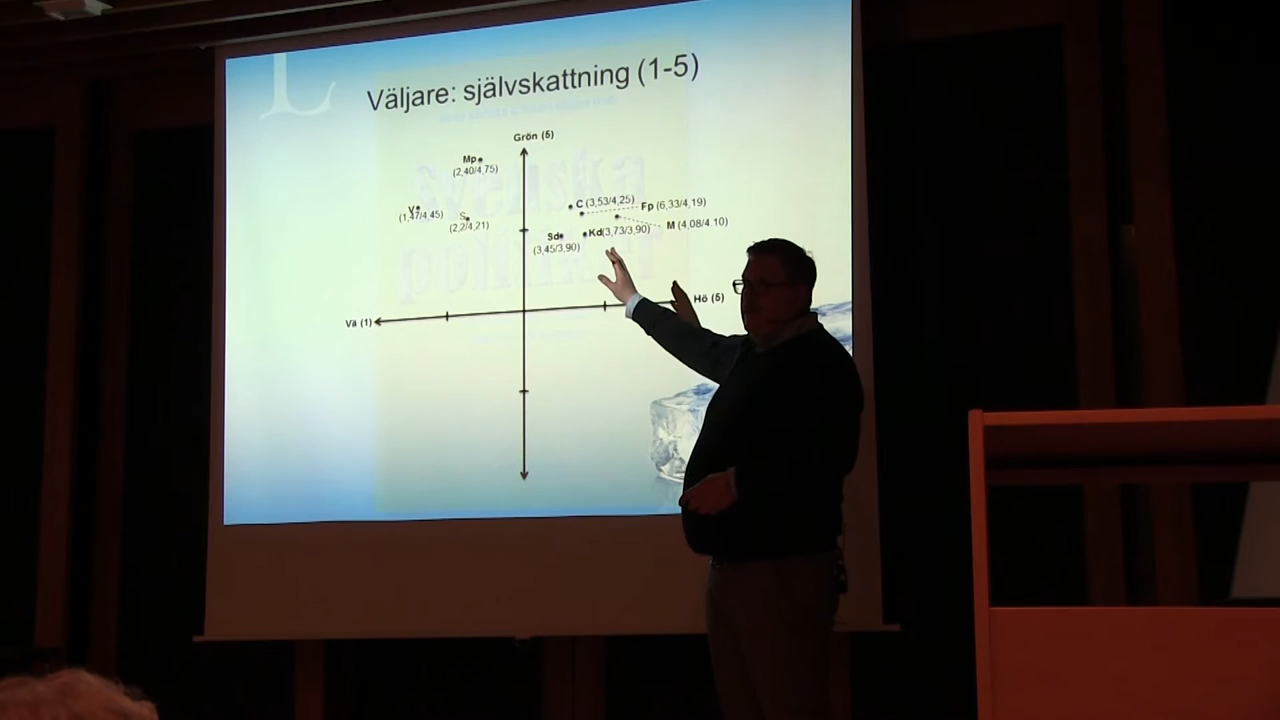 L
Väljare: självskattning (1-5)
Grön (5)
Mp
(2,40/4,75)
V
(1,47/4,45)
S
(2,2/4,21)
C (3,53/4,25)
Fp (6,33/4,19)
M (4,08/4.10)
Sd
(3,45/3,90)
Kd(3,73/3,90)
Vä (1)
Hö (5)